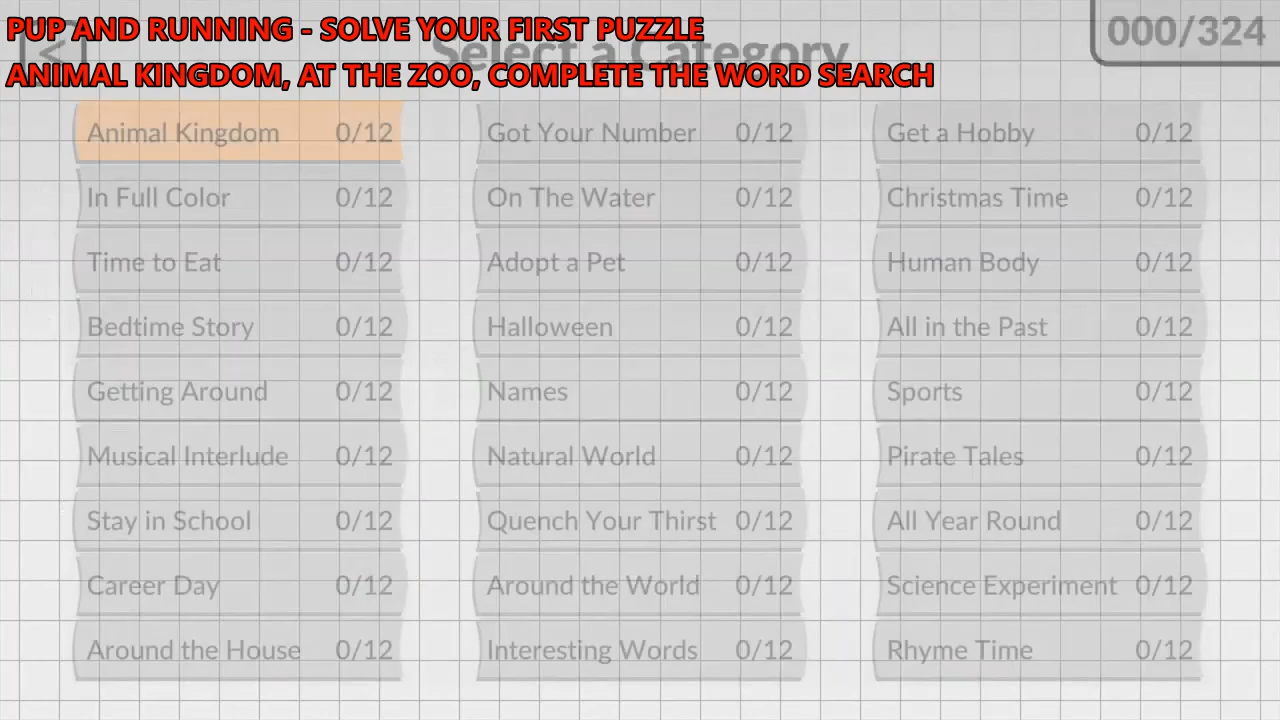 PUP AND RUNNING - SOLVE YOUR FIRST PUZZLE
ANIMAL KINGDOM, AT THE ZOO, COMPLETE THE WORD SEARCH
<
Select a Category
000/324
Animal Kingdom 0/12
Got Your Number 0/12
Get a Hobby 0/12
In Full Color 0/12
On The Water 0/12
Christmas Time 0/12
Time to Eat 0/12
Adopt a Pet 0/12
Human Body 0/12
Bedtime Story 0/12
Halloween 0/12
All in the Past 0/12
Getting Around 0/12
Names 0/12
Sports 0/12
Musical Interlude 0/12
Natural World 0/12
Pirate Tales 0/12
Stay in School 0/12
Quench Your Thirst 0/12
All Year Round 0/12
Career Day 0/12
Around the World 0/12
Science Experiment 0/12
Around the House 0/12
Interesting Words 0/12
Rhyme Time 0/12